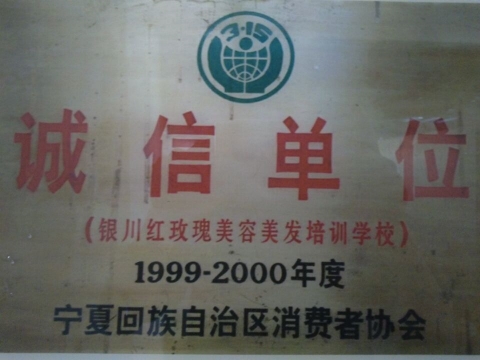 3·15
诚信单位
(银川红玫瑰美容美发培训学校)
1999-2000年度
宁夏回族自治区消费者协会